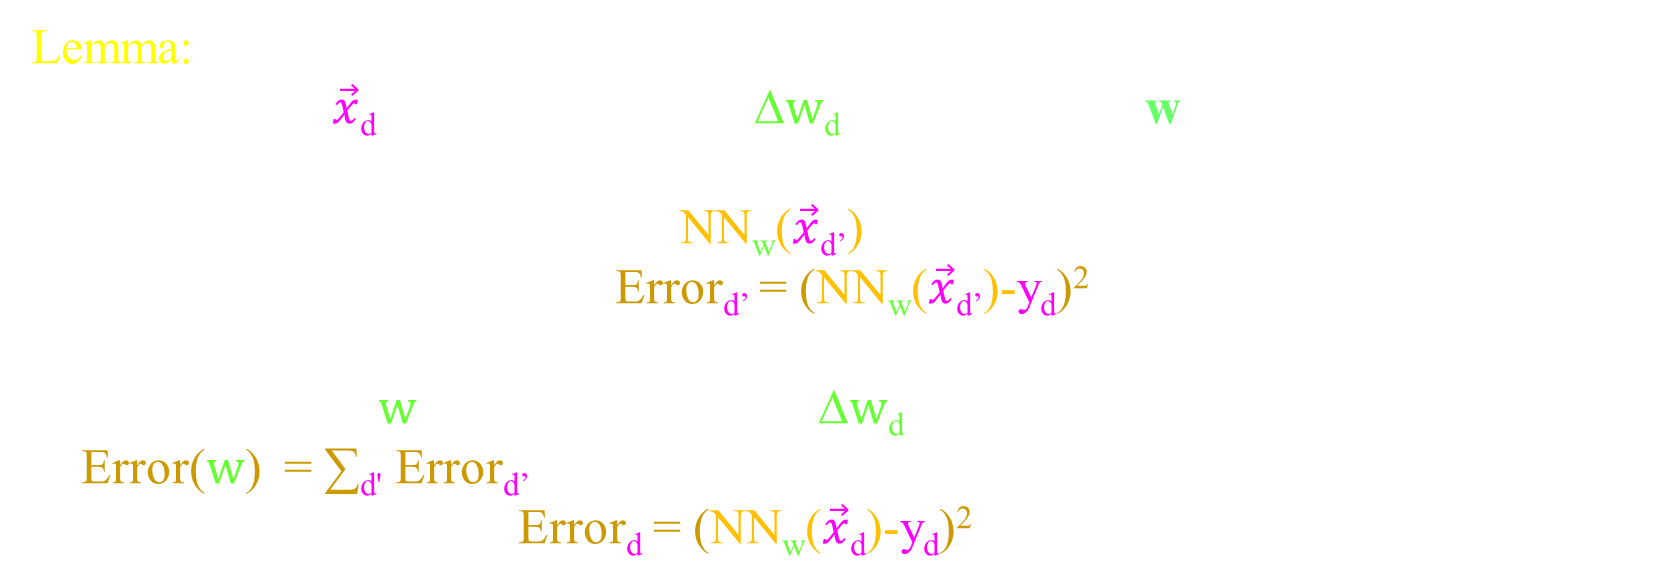 Lemma:
x⃗d Δwd w
NNw(x⃗d’)
Errord’ = (NNw(x⃗d’)-yd)²
w Δwd
Error(w) = ∑d' Errord’
Errord = (NNw(x⃗d)-yd)²